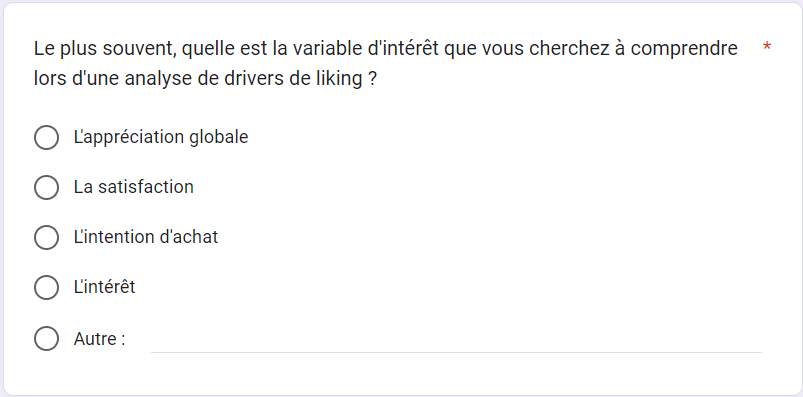 Le plus souvent, quelle est la variable d'intérêt que vous cherchez à comprendre *
lors d'une analyse de drivers de liking ?
L'appréciation globale
La satisfaction
L'intention d'achat
L'intérêt
Autre :